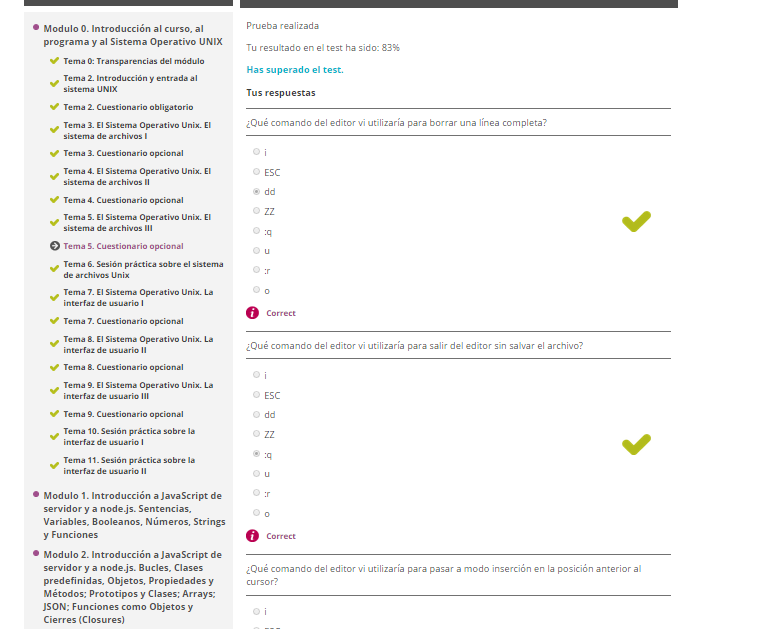 Modulo 0. Introducción al curso, al
programa y al Sistema Operativo UNIX
Tema 0: Transparencias del módulo
Tema 2. Introducción y entrada al
sistema UNIX
Tema 2. Cuestionario obligatorio
Tema 3. El Sistema Operativo Unix. El
sistema de archivos I
Tema 3. Cuestionario opcional
Tema 4. El Sistema Operativo Unix. El
sistema de archivos II
Tema 4. Cuestionario opcional
Tema 5. El Sistema Operativo Unix. El
sistema de archivos III
Tema 5. Cuestionario opcional
Tema 6. Sesión práctica sobre el sistema
de archivos Unix
Tema 7. El Sistema Operativo Unix. La
interfaz de usuario I
Tema 7. Cuestionario opcional
Tema 8. El Sistema Operativo Unix. La
interfaz de usuario II
Tema 8. Cuestionario opcional
Tema 9. El Sistema Operativo Unix. La
interfaz de usuario III
Tema 9. Cuestionario opcional
Tema 10. Sesión práctica sobre la
interfaz de usuario I
Tema 11. Sesión práctica sobre la
interfaz de usuario II
Modulo 1. Introducción a JavaScript de
servidor y a node.js. Sentencias,
Variables, Booleanos, Números, Strings
y Funciones
Modulo 2. Introducción a JavaScript de
servidor y a node.js. Bucles, Clases
predefinidas, Objetos, Propiedades y
Métodos; Prototipos y Clases; Arrays;
JSON; Funciones como Objetos y
Cierres (Closures)
Prueba realizada
Tu resultado en el test ha sido: 83%
Has superado el test.
Tus respuestas
¿Qué comando del editor vi utilizaría para borrar una línea completa?
i
ESC
dd
ZZ
:q
u
:r
o
Correct
¿Qué comando del editor vi utilizaría para salir del editor sin salvar el archivo?
i
ESC
dd
ZZ
:q
u
:r
o
Correct
¿Qué comando del editor vi utilizaría para pasar a modo inserción en la posición anterior al
cursor?
i